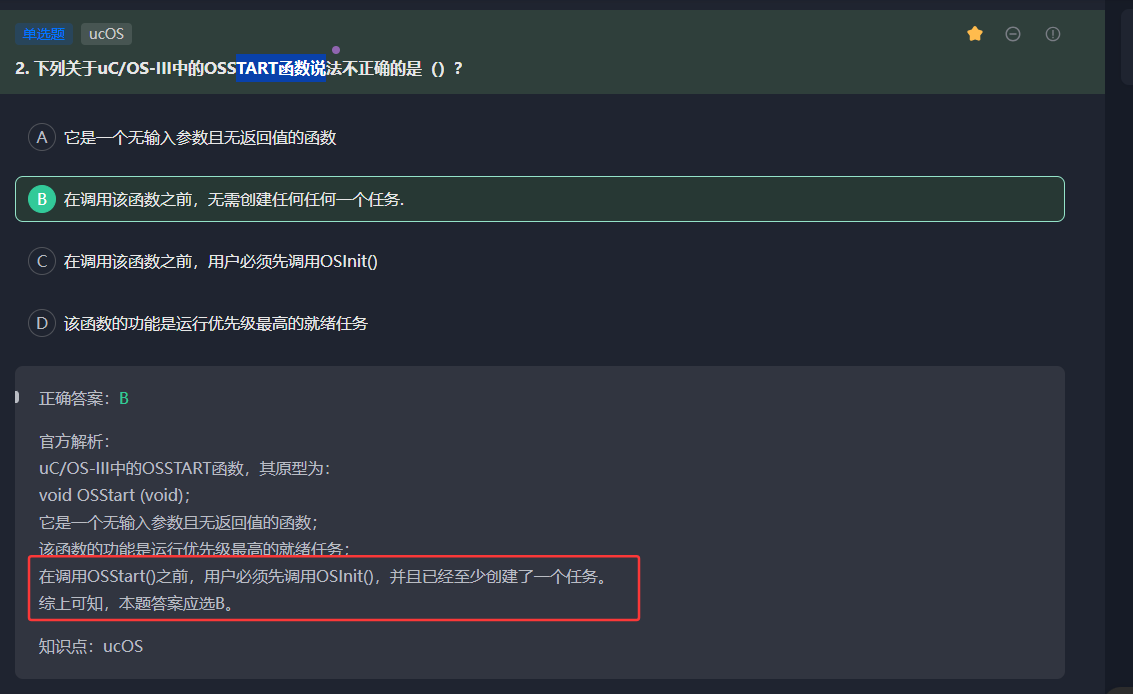 单选题 ucOS
2. 下列关于uC/OS-III中的OSSTART函数说法不正确的是（）？
A 它是一个无输入参数且无返回值的函数
B 在调用该函数之前，无需创建任何任何一个任务.
C 在调用该函数之前，用户必须先调用OSInit()
D 该函数的功能是运行优先级最高的就绪任务
正确答案：B
官方解析：
uC/OS-III中的OSSTART函数，其原型为：
void OSStart (void)；
它是一个无输入参数且无返回值的函数；
该函数的功能是运行优先级最高的就绪任务；
在调用OSStart()之前，用户必须先调用OSInit()，并且已经至少创建了一个任务。
综上可知，本题答案应选B。
知识点：ucOS